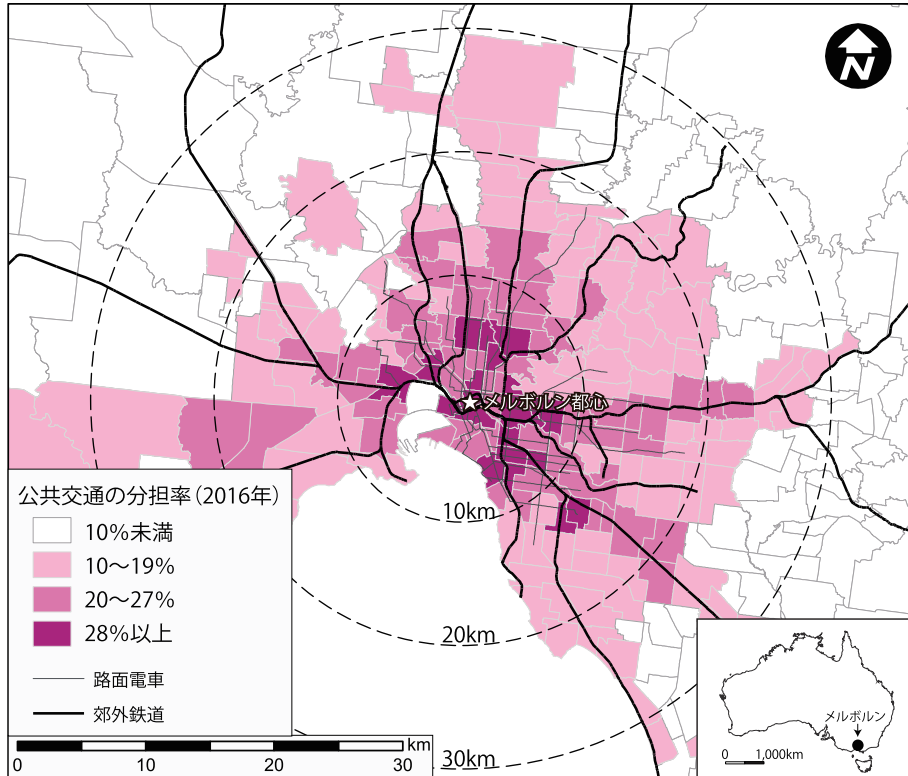 N
メルボルン都心
10km
20km
30km
公共交通の分担率（2016年）
10%未満
10〜19%
20〜27%
28%以上
路面電車
郊外鉄道
km
0 10 20 30
メルボルン
0 1,000km